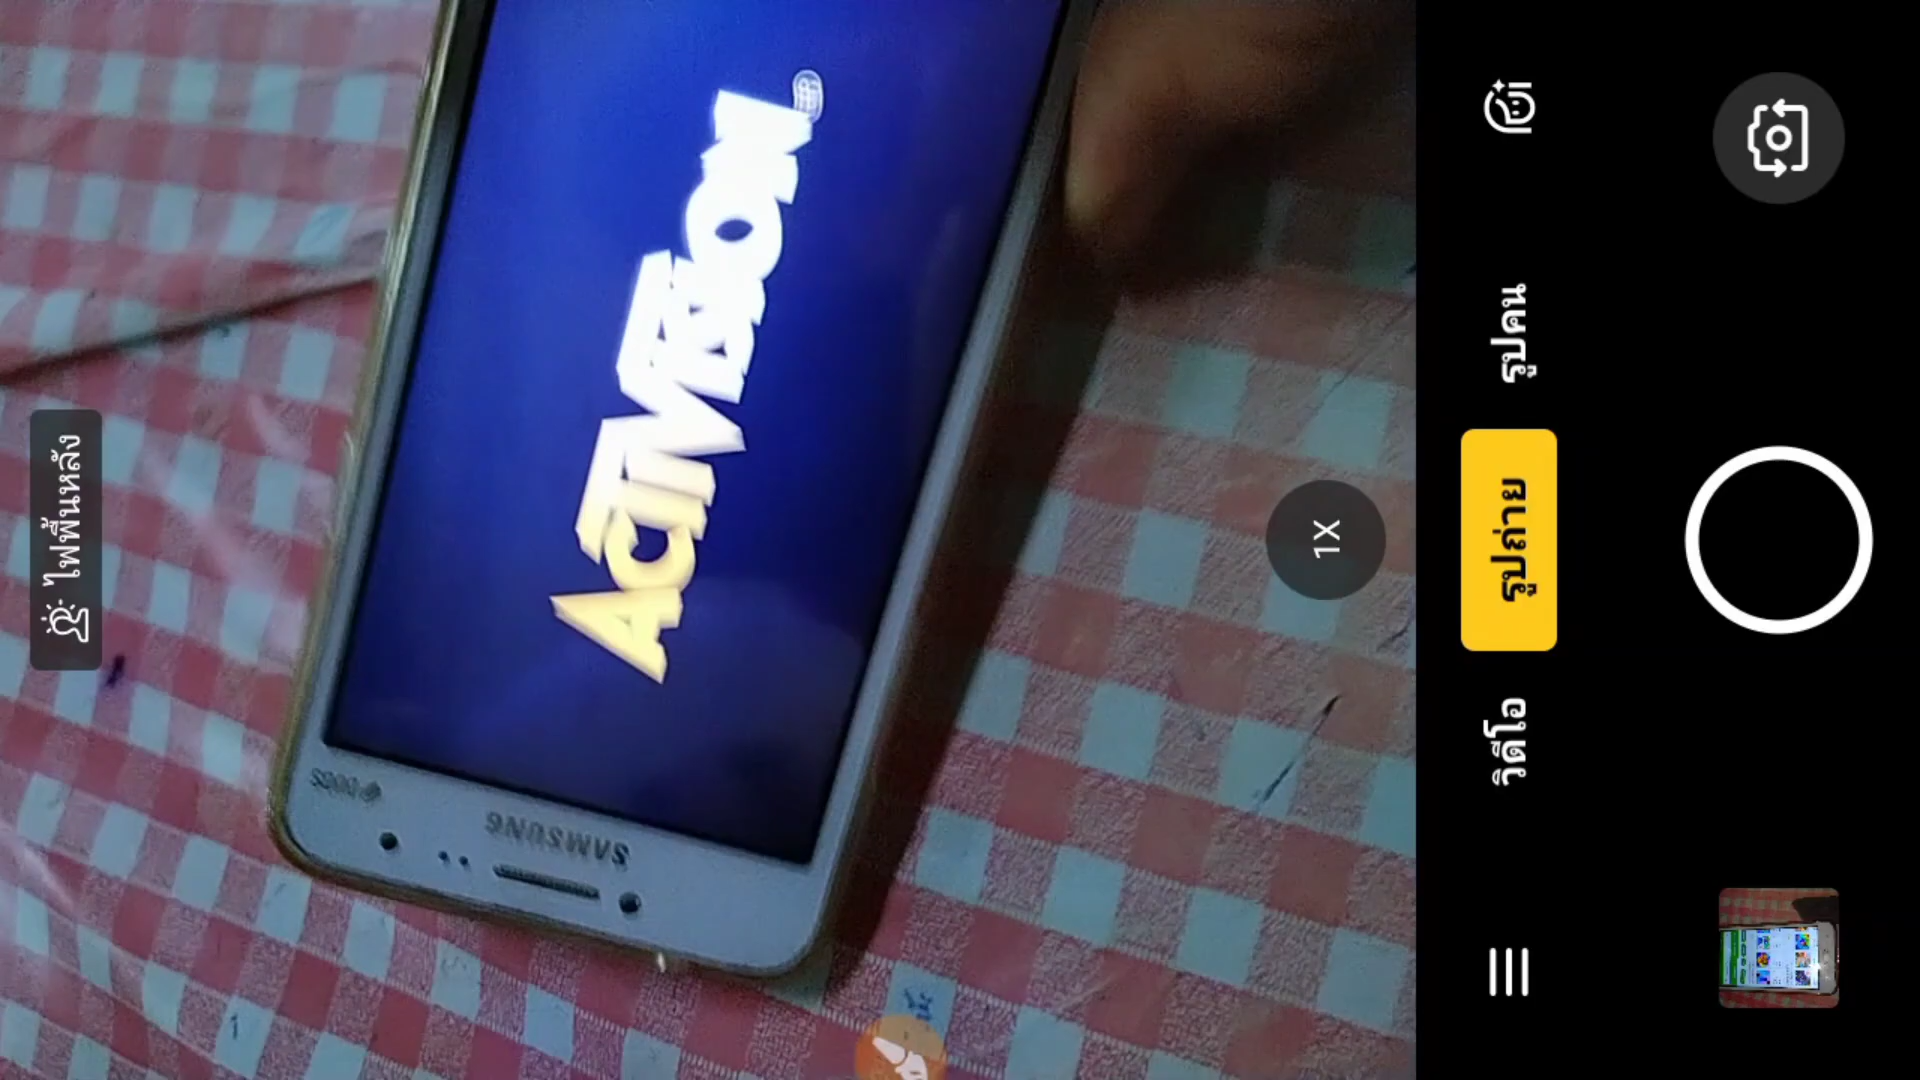 ACTIVISION
SAMSUNG
ไฟพื้นหลัง
1X
รูปคน
รูปถ่าย
วิดีโอ